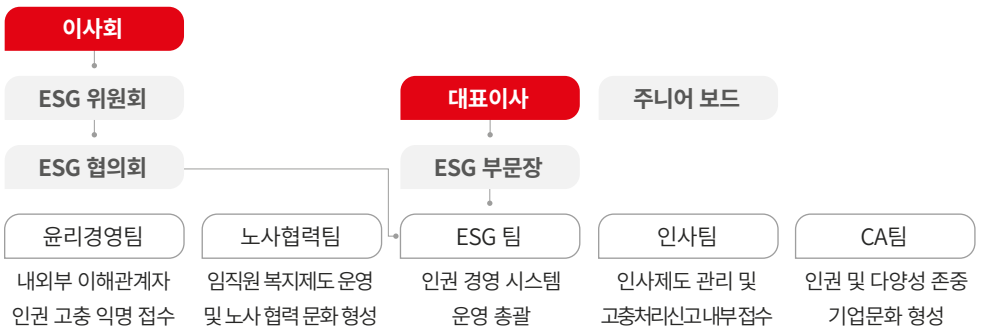 이사회
ESG 위원회
대표이사
주니어 보드
ESG 협의회
ESG 부문장
윤리경영팀
노사협력팀
ESG 팀
인사팀
CA팀
내외부 이해관계자
인권 고충 익명 접수
임직원 복지제도 운영
및 노사 협력 문화 형성
인권 경영 시스템
운영 총괄
인사제도 관리 및
고충처리신고 내부 접수
인권 및 다양성 존중
기업문화 형성